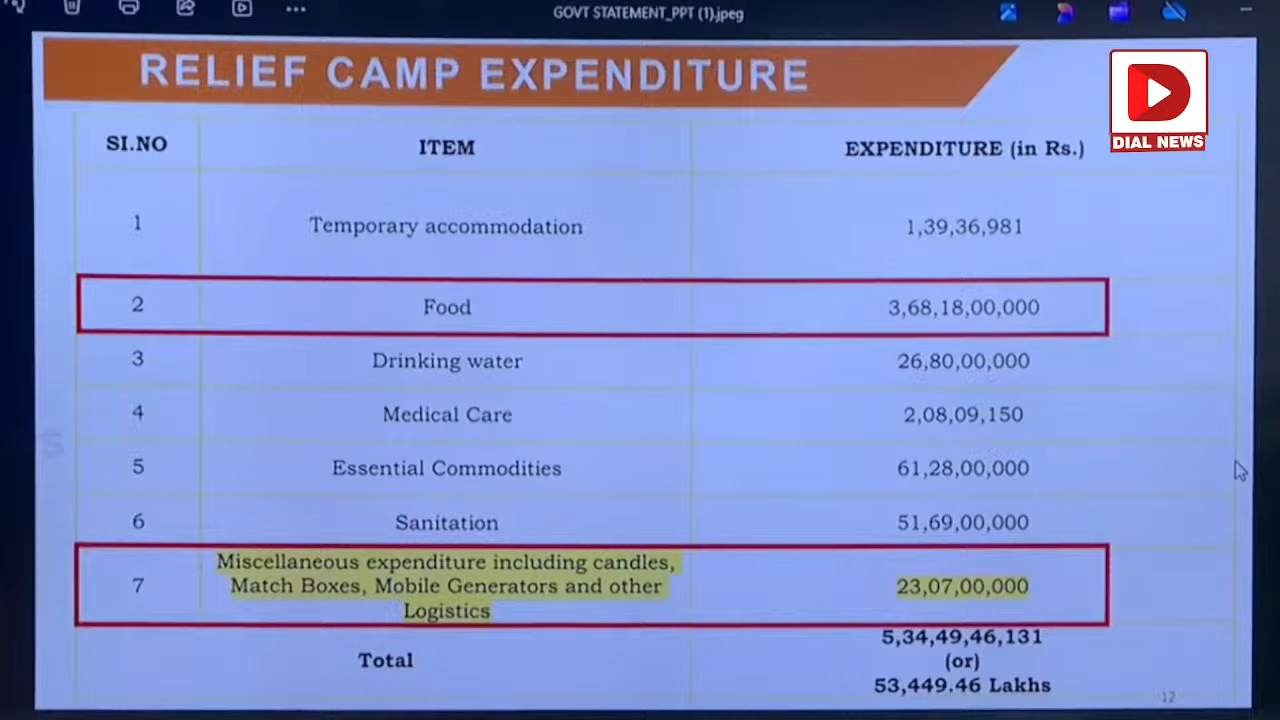 GOVT STATEMENT_PPT (1).jpeg
RELIEF CAMP EXPENDITURE
DIAL NEWS
SI.NO ITEM EXPENDITURE (in Rs.)
1 Temporary accommodation 1,39,36,981
2 Food 3,68,18,00,000
3 Drinking water 26,80,00,000
4 Medical Care 2,08,09,150
5 Essential Commodities 61,28,00,000
6 Sanitation 51,69,00,000
Miscellaneous expenditure including candles,
7 Match Boxes, Mobile Generators and other 23,07,00,000
Logistics
5,34,49,46,131
Total (or)
53,449.46 Lakhs
12